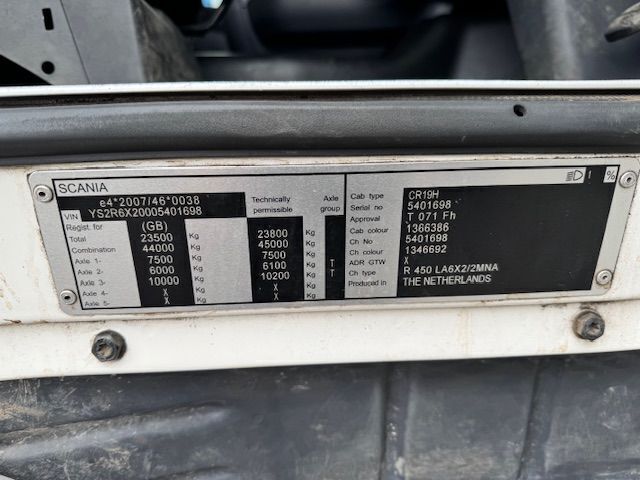 SCANIA
e4*2007/46*0038
VIN YS2R6X20005401698
Regist. for (GB)
Technically permissible
Axle group
Total 23500 Kg 23800 Kg
Combination 44000 Kg 45000 Kg
Axle 1- 7500 Kg 7500 Kg
Axle 2- 6000 Kg 6100 Kg T
Axle 3- 10000 Kg 10200 Kg T
Axle 4- X Kg X Kg
Axle 5- X Kg X Kg
1 %
Cab type CR19H
Serial no 5401698
Approval T 071 Fh
Cab colour 1366386
Ch No 5401698
Ch colour 1346692
ADR GTW X
Ch type R 450 LA6X2/2MNA
Produced in THE NETHERLANDS